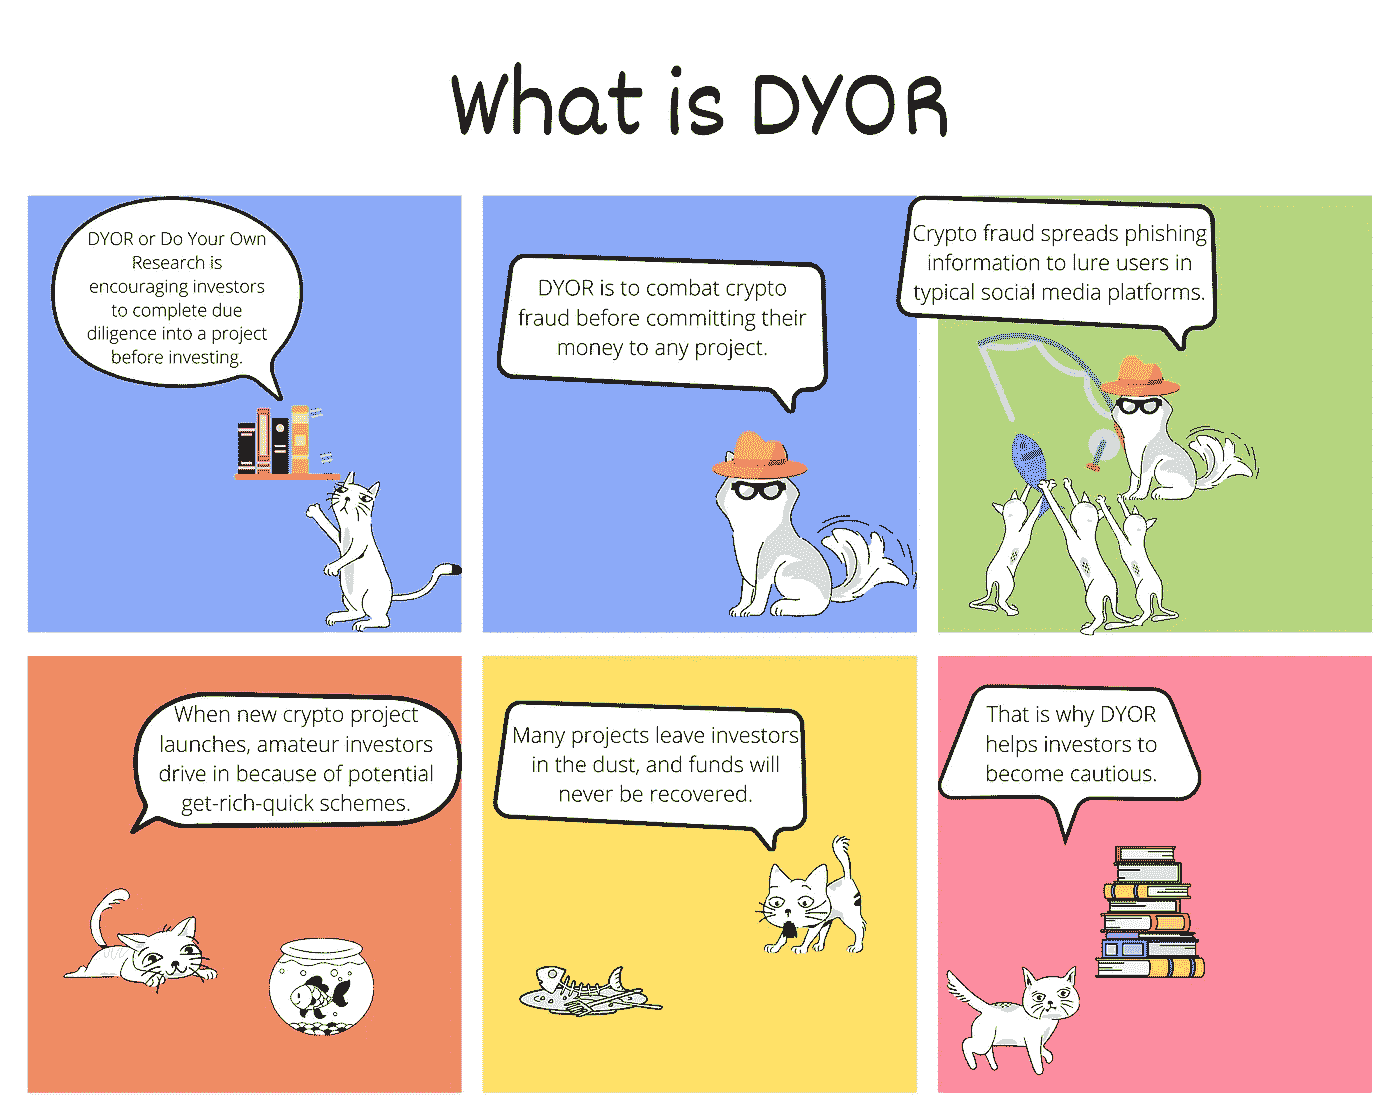 What is DYOR
DYOR or Do Your Own
Research is
encouraging investors
to complete due
diligence into a project
before investing.
DYOR is to combat crypto
fraud before committing their
money to any project.
Crypto fraud spreads phishing
information to lure users in
typical social media platforms.
When new crypto project
launches, amateur investors
drive in because of potential
get-rich-quick schemes.
Many projects leave investors
in the dust, and funds will
never be recovered.
That is why DYOR
helps investors to
become cautious.